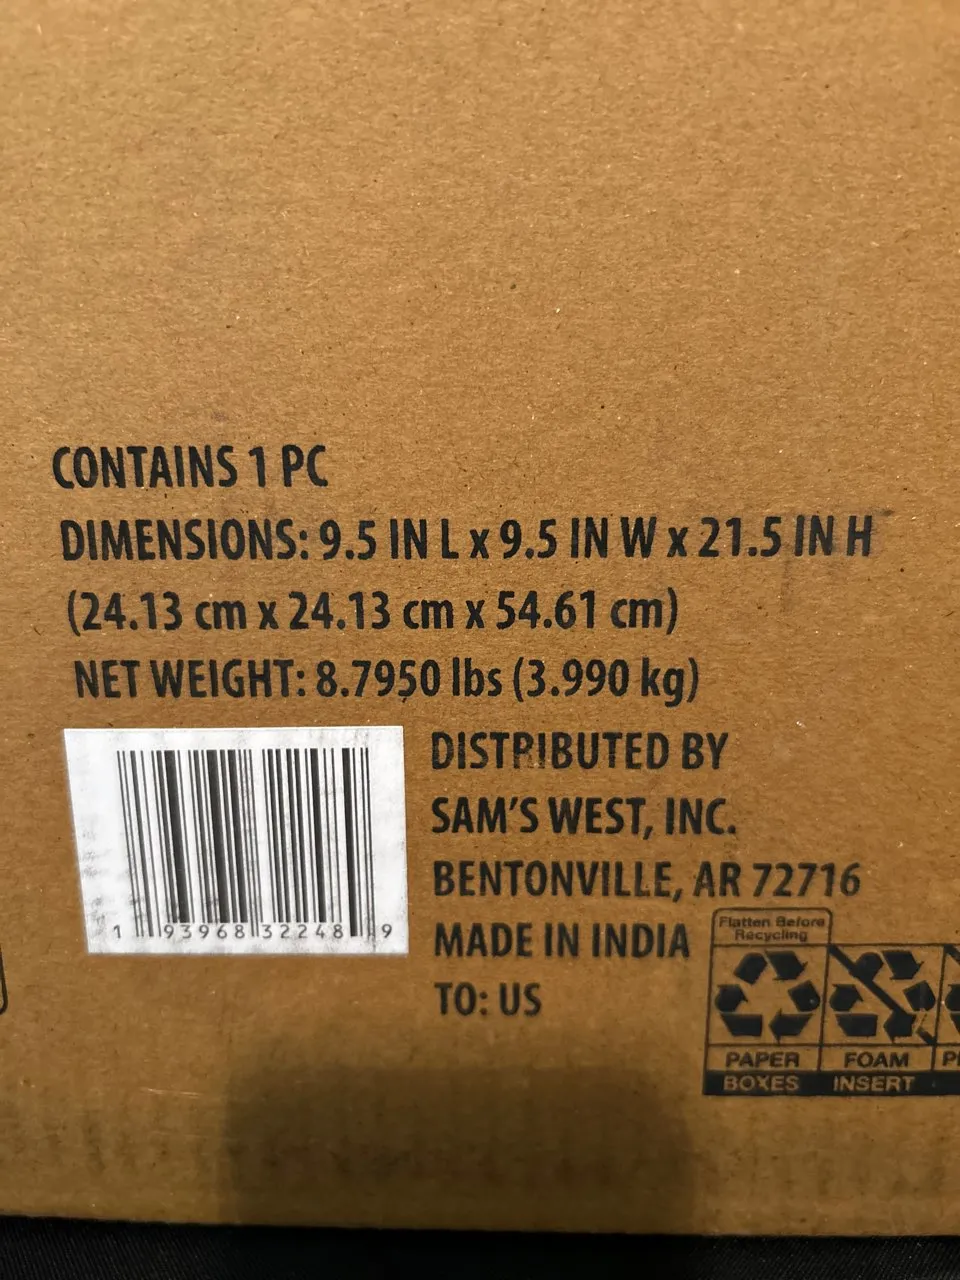 CONTAINS 1 PC
DIMENSIONS: 9.5 IN L x 9.5 IN W x 21.5 IN H
(24.13 cm x 24.13 cm x 54.61 cm)
NET WEIGHT: 8.7950 lbs (3.990 kg)
DISTRIBUTED BY
SAM'S WEST, INC.
BENTONVILLE, AR 72716
MADE IN INDIA
TO: US
1 93968 32248 9
Flatten Before
Recycling
PAPER
BOXES
FOAM
INSERT